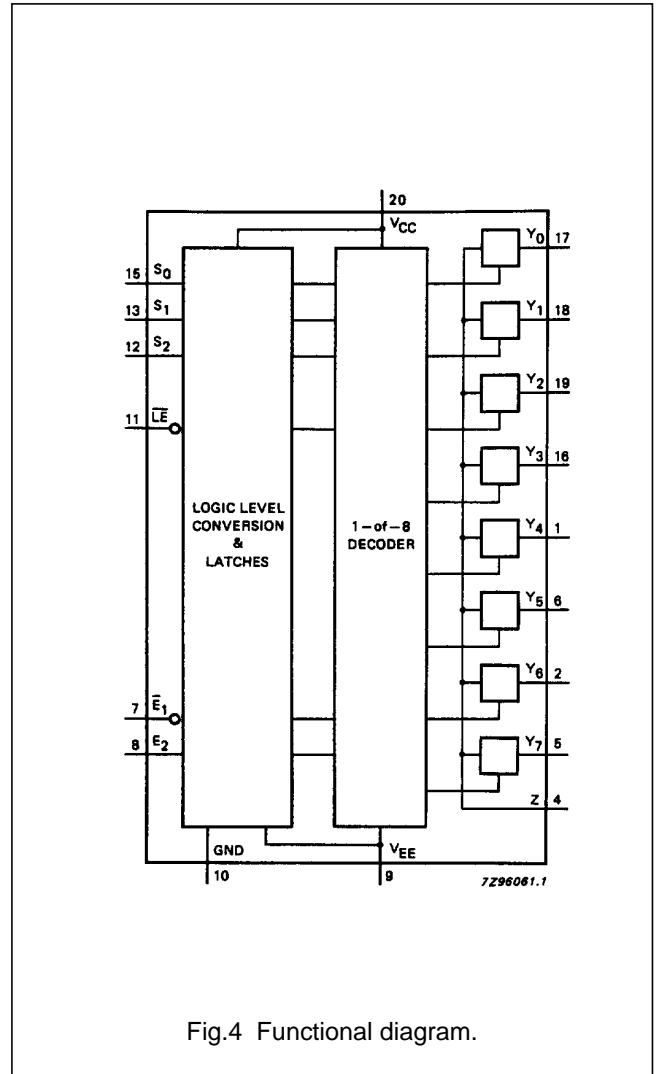 20
VCC
Y0 17
15 S0
13 S1
Y1 18
12 S2
Y2 19
11 LE
Y3 16
LOGIC LEVEL
CONVERSION
&
LATCHES
1-of-8
DECODER
Y4 1
Y5 6
Y6 2
7 E1
8 E2
Y7 5
Z 4
GND
VEE
10
9
7Z96061.1
Fig.4 Functional diagram.